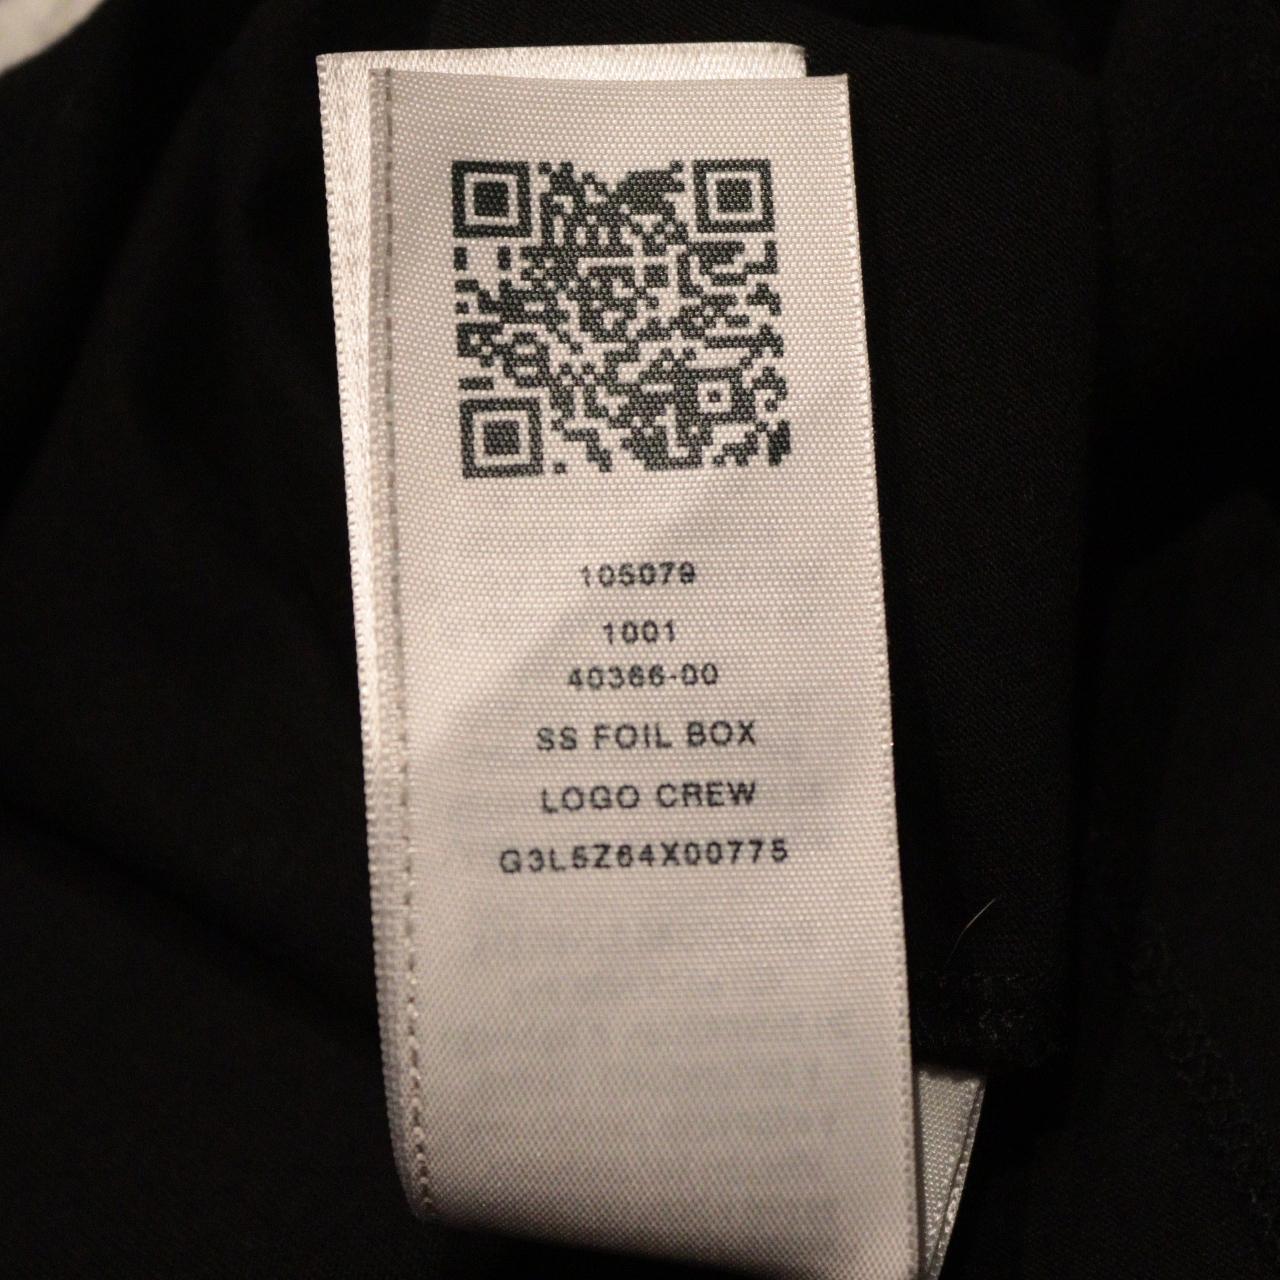 105079
1001
40366-00
SS FOIL BOX
LOGO CREW
G3L5Z64X00775